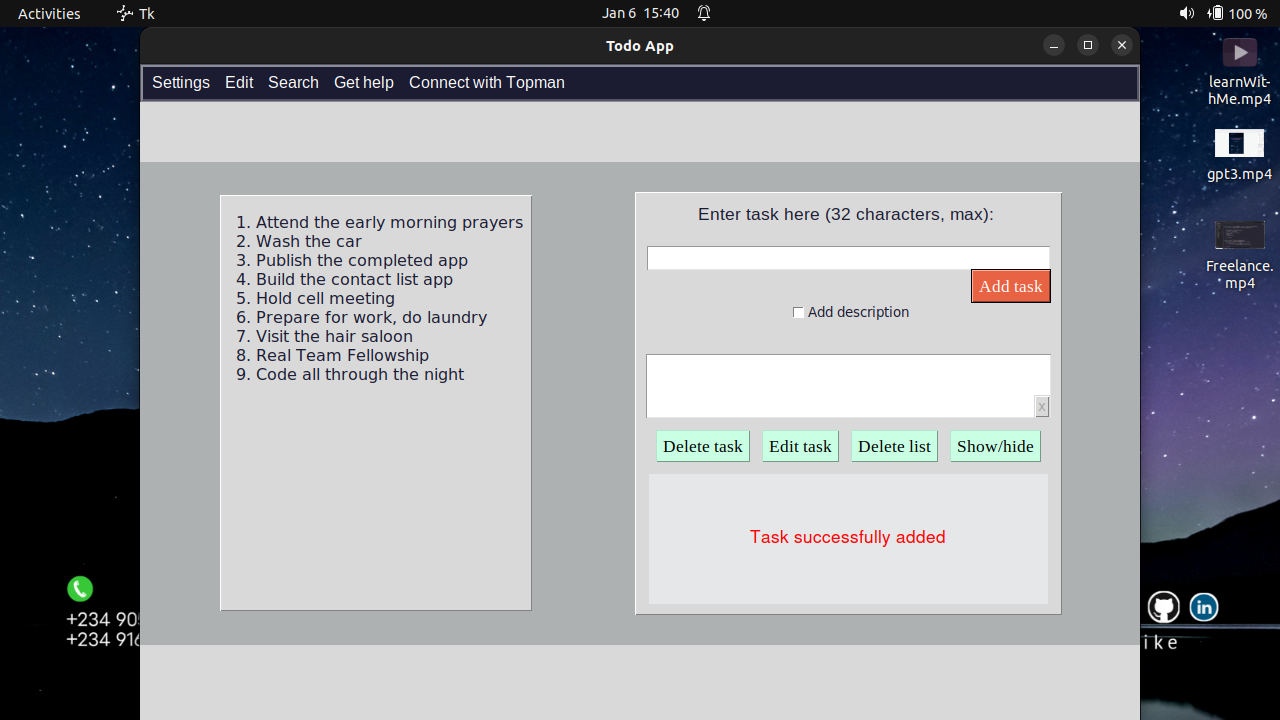 Activities Tk Jan 6 15:40 100 %
Todo App
Settings Edit Search Get help Connect with Topman
1. Attend the early morning prayers
2. Wash the car
3. Publish the completed app
4. Build the contact list app
5. Hold cell meeting
6. Prepare for work, do laundry
7. Visit the hair saloon
8. Real Team Fellowship
9. Code all through the night
Enter task here (32 characters, max):
Add task
Add description
x
Delete task Edit task Delete list Show/hide
Task successfully added
learnWit-
hMe.mp4
gpt3.mp4
Freelance.
mp4
+234 90
+234 916
in
ike